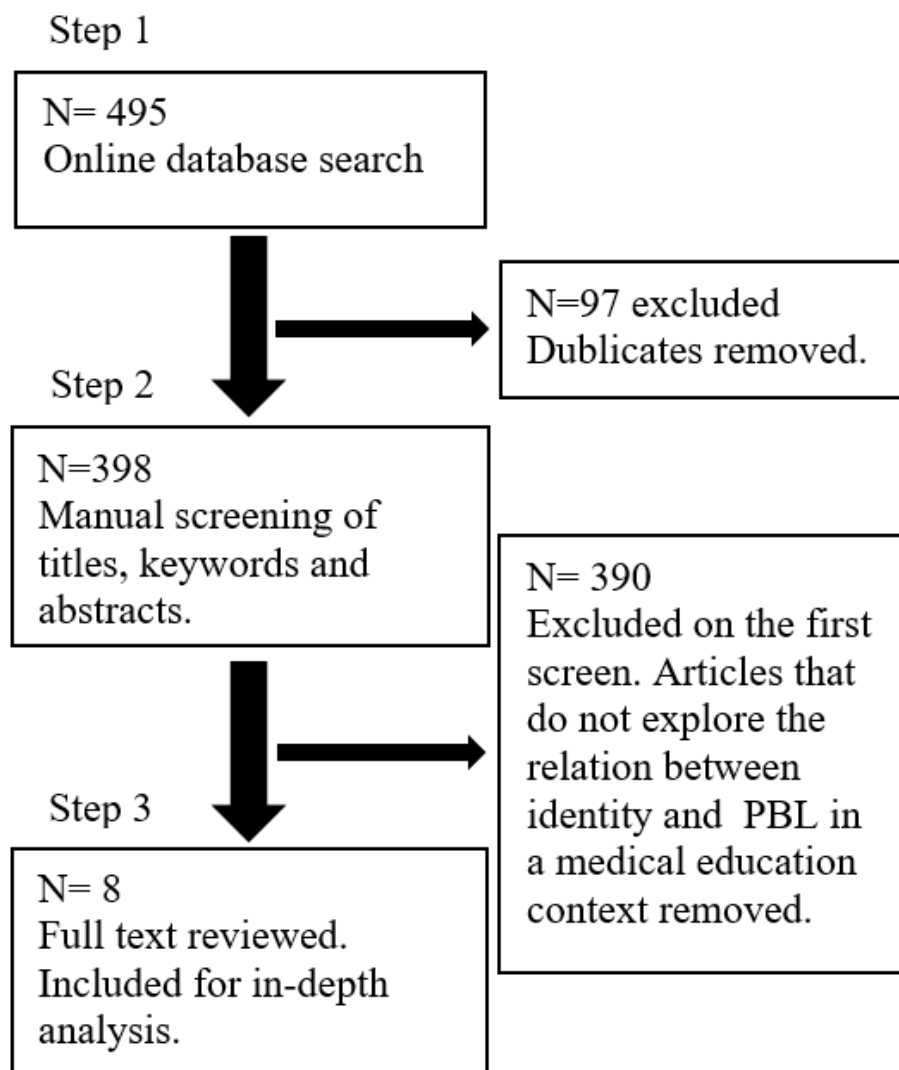 Step 1
N= 495
Online database search
N=97 excluded
Dublicates removed.
Step 2
N=398
Manual screening of
titles, keywords and
abstracts.
N= 390
Excluded on the first
screen. Articles that
do not explore the
relation between
identity and  PBL in
a medical education
context removed.
Step 3
N= 8
Full text reviewed.
Included for in-depth
analysis.